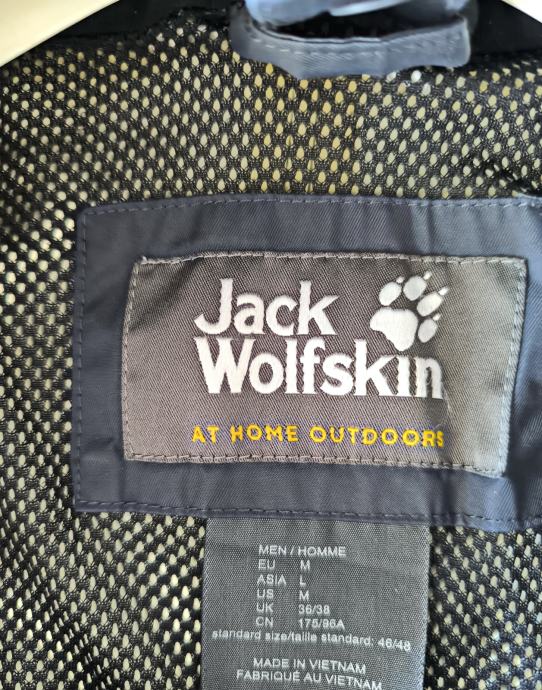 Jack
Wolfskin
AT HOME OUTDOORS
MEN / HOMME
EU M
ASIA L
US M
UK 36/38
CN 175/96A
standard size/taille standard: 46/48
MADE IN VIETNAM
FABRIQUÉ AU VIETNAM